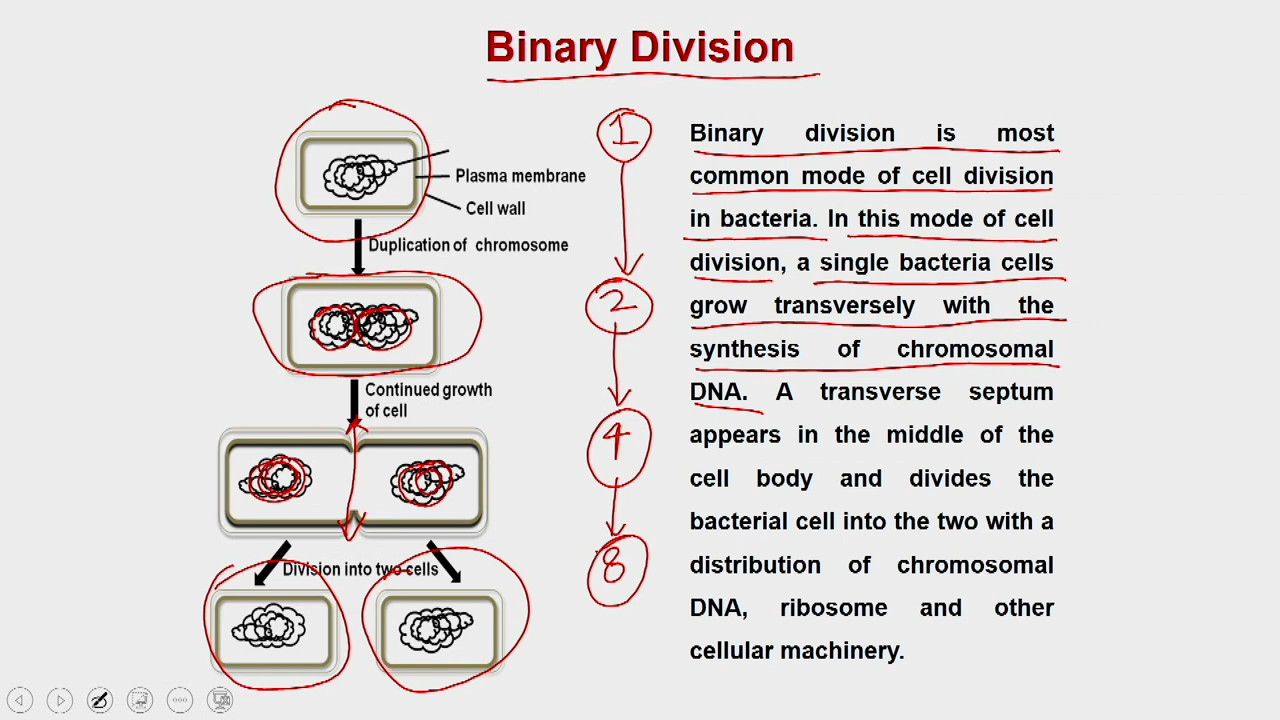 Binary Division
Plasma membrane
Cell wall
Duplication of chromosome
Continued growth
of cell
Division into two cells
1
2
4
8
Binary division is most
common mode of cell division
in bacteria. In this mode of cell
division, a single bacteria cells
grow transversely with the
synthesis of chromosomal
DNA. A transverse septum
appears in the middle of the
cell body and divides the
bacterial cell into the two with a
distribution of chromosomal
DNA, ribosome and other
cellular machinery.